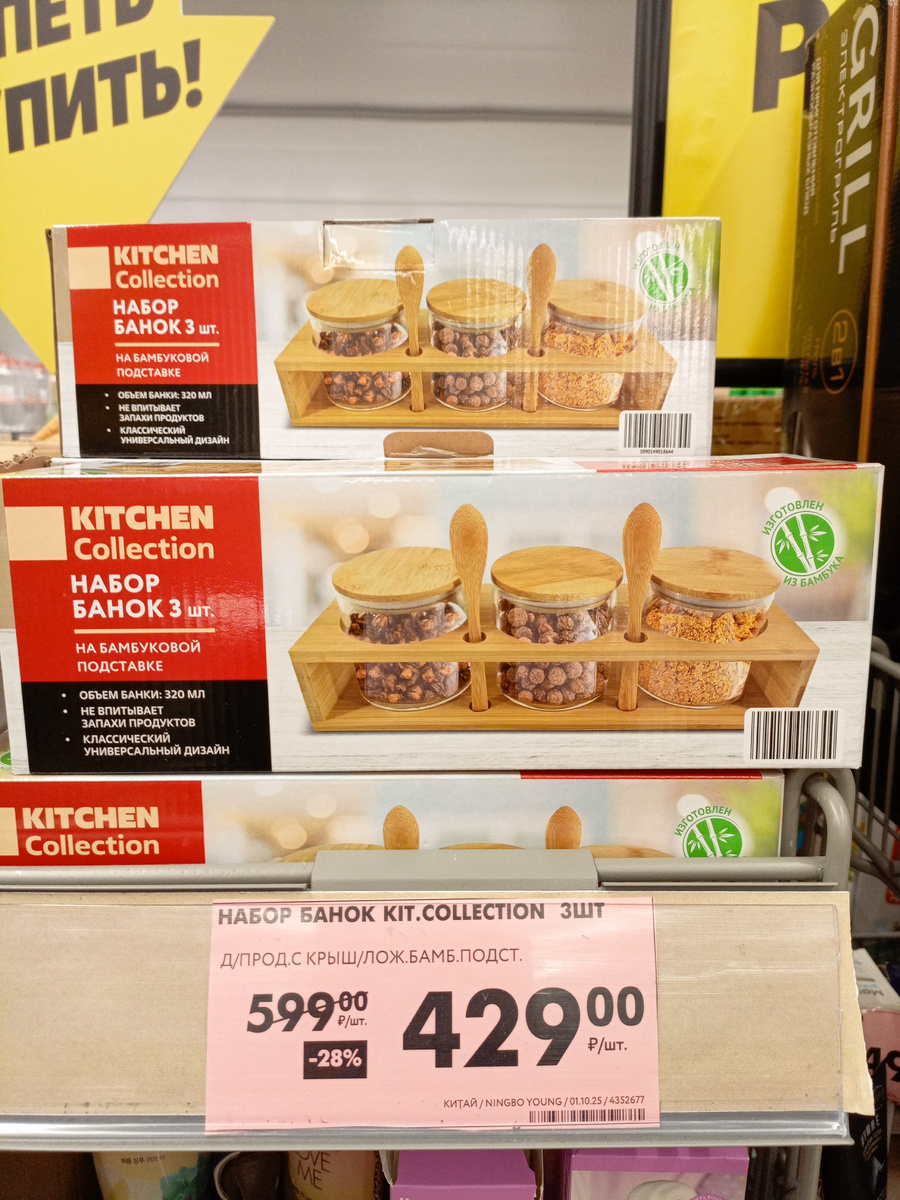 ПЕТЬ
УПИТЬ!
Р
GRILL
ЭЛЕКТРОГРИЛЬ
2в1
KITCHEN
Collection
НАБОР
БАНОК 3 шт.
НА БАМБУКОВОЙ
ПОДСТАВКЕ
• ОБЪЕМ БАНКИ: 320 МЛ
• НЕ ВПИТЫВАЕТ
ЗАПАХИ ПРОДУКТОВ
• КЛАССИЧЕСКИЙ
УНИВЕРСАЛЬНЫЙ ДИЗАЙН
ИЗГОТОВЛЕН
KITCHEN
Collection
НАБОР
БАНОК 3 шт.
НА БАМБУКОВОЙ
ПОДСТАВКЕ
• ОБЪЕМ БАНКИ: 320 МЛ
• НЕ ВПИТЫВАЕТ
ЗАПАХИ ПРОДУКТОВ
• КЛАССИЧЕСКИЙ
УНИВЕРСАЛЬНЫЙ ДИЗАЙН
ИЗГОТОВЛЕН
ИЗ БАМБУКА
KITCHEN
Collection
ИЗГОТОВЛЕН
НАБОР БАНОК KIT.COLLECTION 3ШТ
Д/ПРОД.С КРЫШ/ЛОЖ.БАМБ.ПОДСТ.
599 00
₽/шт.
-28%
429 00
₽/шт.
КИТАЙ / NINGBO YOUNG / 01.10.25 / 4352677
OVE
ME